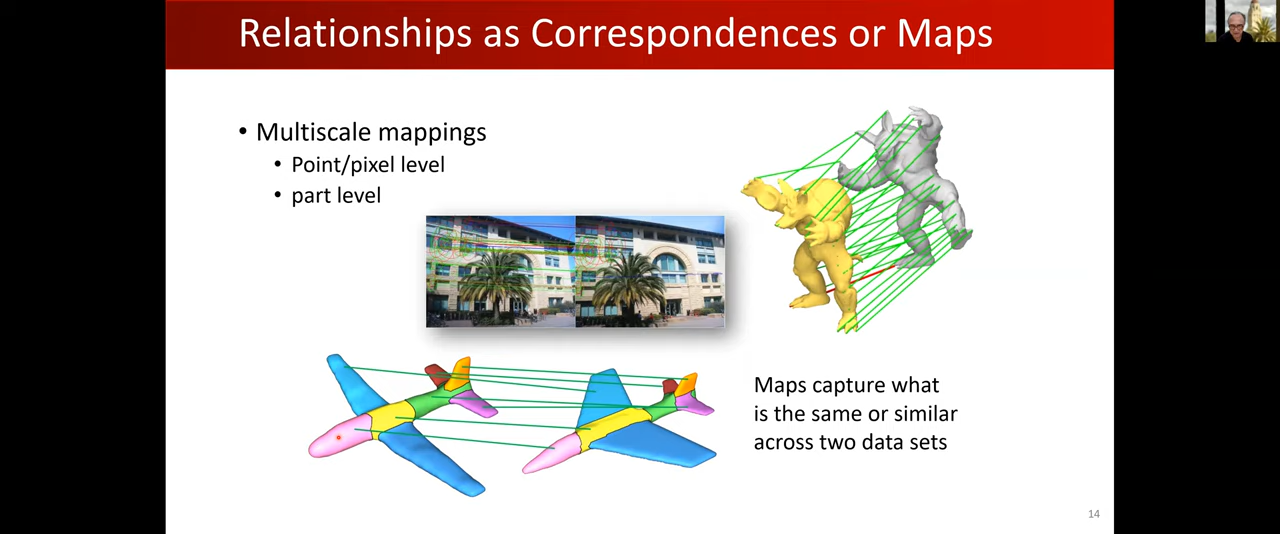 Relationships as Correspondences or Maps
• Multiscale mappings
• Point/pixel level
• part level
Maps capture what
is the same or similar
across two data sets
14